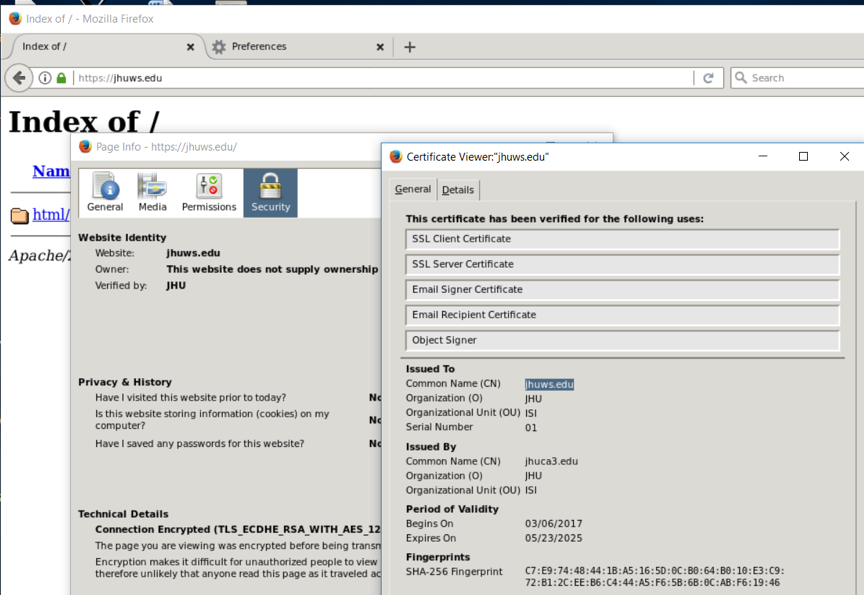 Index of / - Mozilla Firefox
Index of /
Preferences
https://jhuws.edu
Search
Index of /
Nam
html/
Apache/2
Page Info - https://jhuws.edu/
General
Media
Permissions
Security
Website Identity
Website: jhuws.edu
Owner: This website does not supply ownership
Verified by: JHU
Privacy & History
Have I visited this website prior to today? No
Is this website storing information (cookies) on my
computer? No
Have I saved any passwords for this website? No
Technical Details
Connection Encrypted (TLS_ECDHE_RSA_WITH_AES_12
The page you are viewing was encrypted before being transm
Encryption makes it difficult for unauthorized people to view
therefore unlikely that anyone read this page as it traveled ac
Certificate Viewer:"jhuws.edu"
General
Details
This certificate has been verified for the following uses:
SSL Client Certificate
SSL Server Certificate
Email Signer Certificate
Email Recipient Certificate
Object Signer
Issued To
Common Name (CN) jhuws.edu
Organization (O) JHU
Organizational Unit (OU) ISI
Serial Number 01
Issued By
Common Name (CN) jhuca3.edu
Organization (O) JHU
Organizational Unit (OU) ISI
Period of Validity
Begins On 03/06/2017
Expires On 05/23/2025
Fingerprints
SHA-256 Fingerprint C7:E9:74:48:44:1B:A5:16:5D:0C:B0:64:B0:10:E3:C9:
72:B1:2C:EE:B6:C4:44:A5:F6:5B:6B:0C:AB:F6:19:46